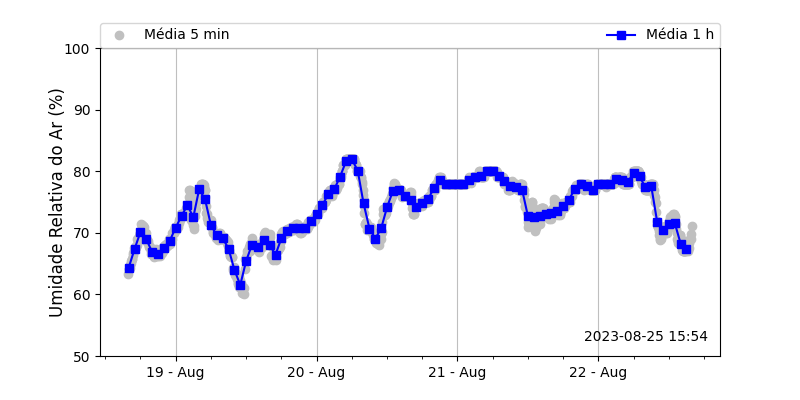 Média 5 min
Média 1 h
100
90
80
70
60
50
Umidade Relativa do Ar (%)
2023-08-25 15:54
19 - Aug
20 - Aug
21 - Aug
22 - Aug